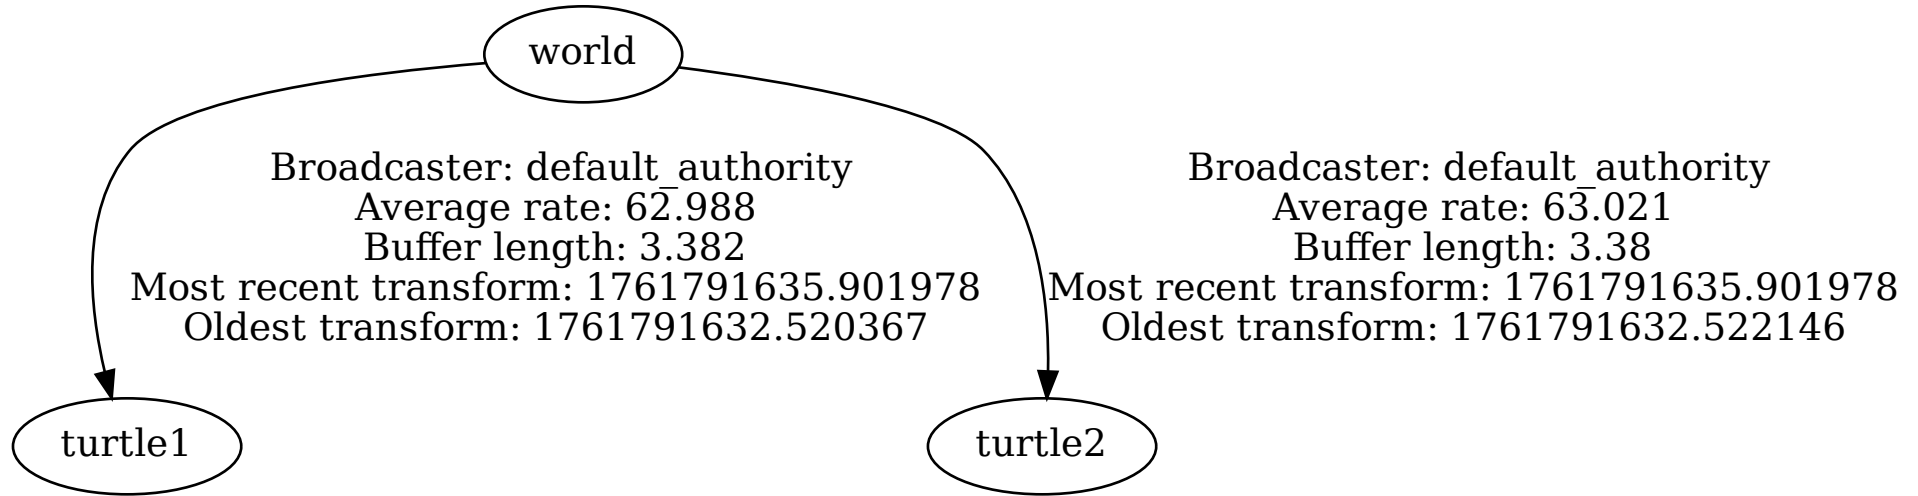 world
Broadcaster: default_authority
Average rate: 62.988
Buffer length: 3.382
Most recent transform: 1761791635.901978
Oldest transform: 1761791632.520367
Broadcaster: default_authority
Average rate: 63.021
Buffer length: 3.38
Most recent transform: 1761791635.901978
Oldest transform: 1761791632.522146
turtle1
turtle2